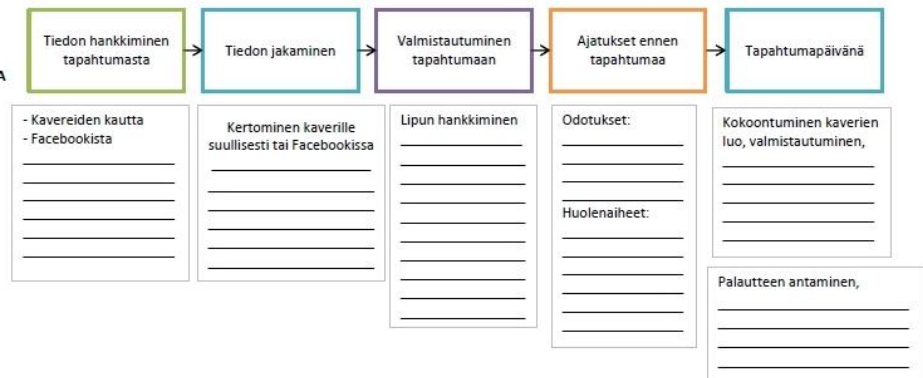 Tiedon hankkiminen
tapahtumasta
Tiedon jakaminen
Valmistautuminen
tapahtumaan
Ajatukset ennen
tapahtumaa
Tapahtumapäivänä
A
- Kavereiden kautta
- Facebookista
Kertominen kaverille
suullisesti tai Facebookissa
Lipun hankkiminen
Odotukset:
Huolenaiheet:
Kokoontuminen kaverien
luo, valmistautuminen,
Palautteen antaminen,